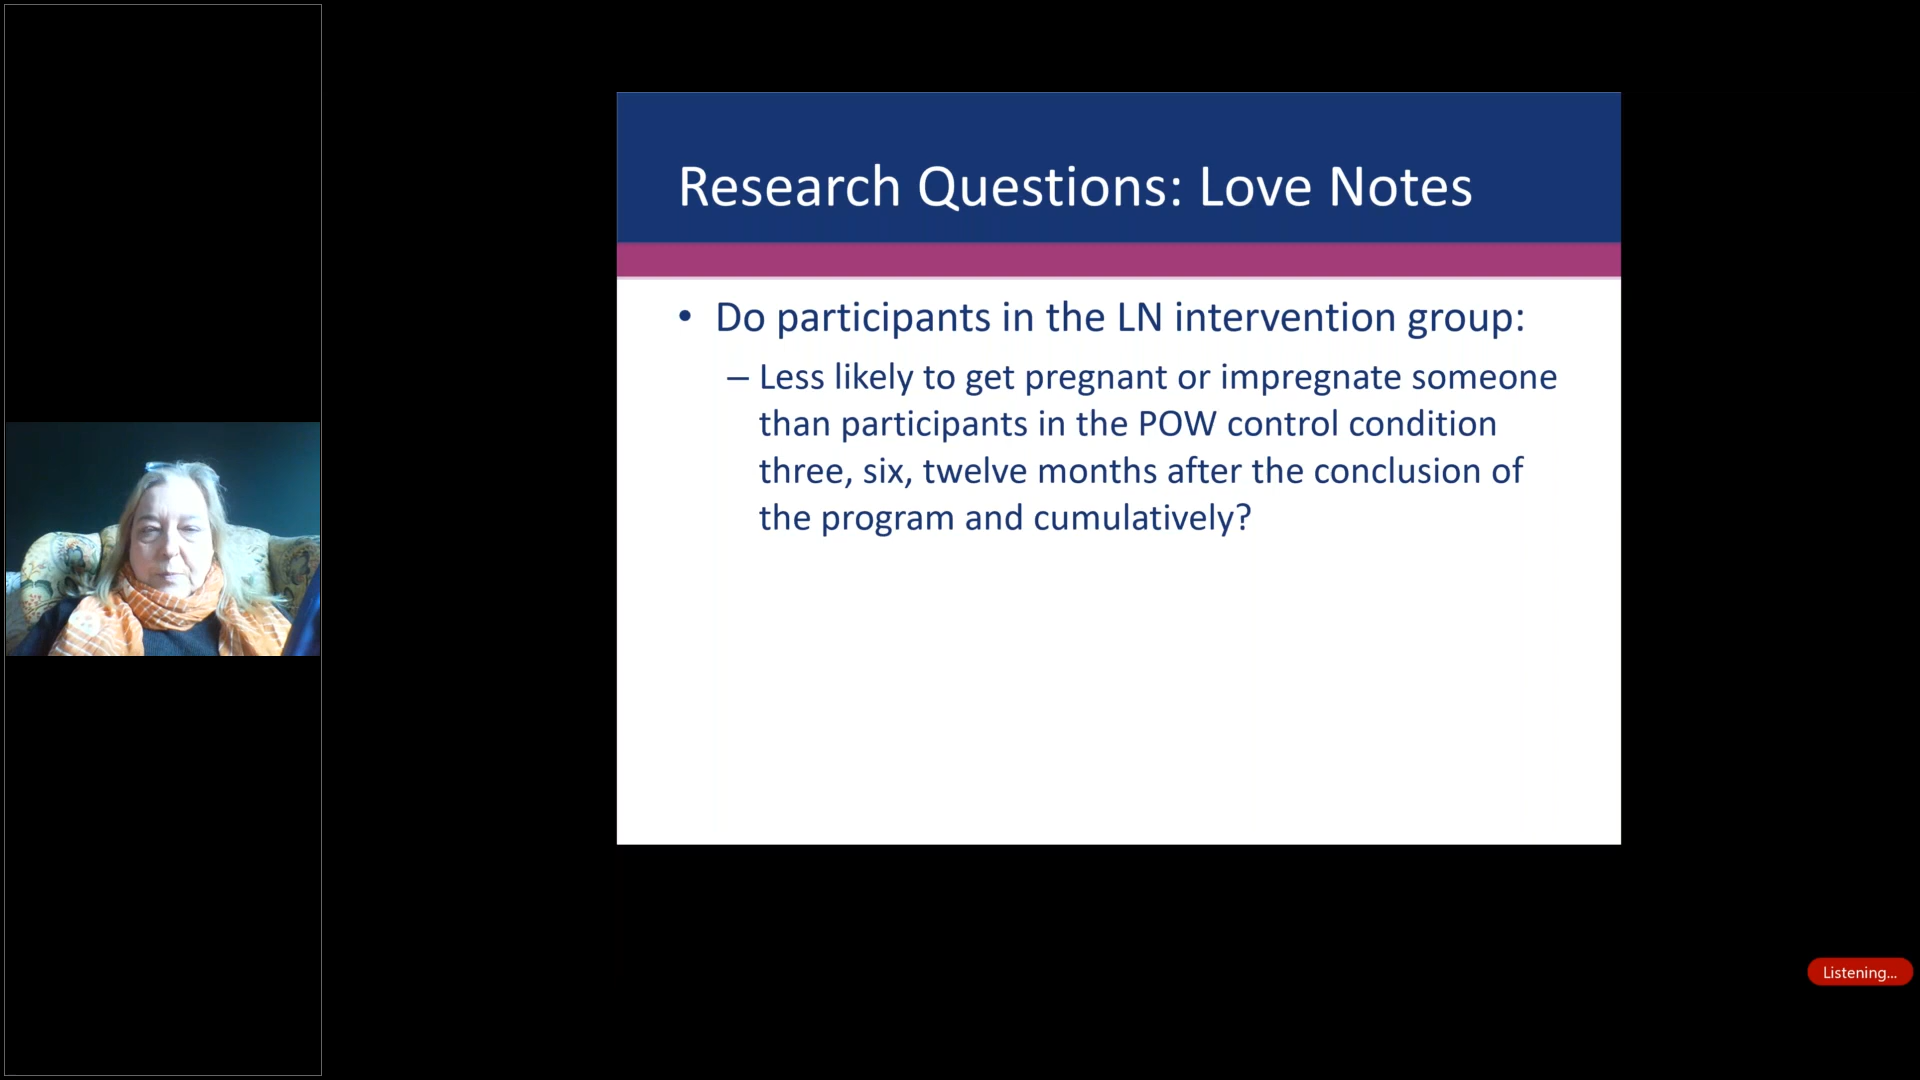 Research Questions: Love Notes
• Do participants in the LN intervention group:
– Less likely to get pregnant or impregnate someone
than participants in the POW control condition
three, six, twelve months after the conclusion of
the program and cumulatively?
Listening...